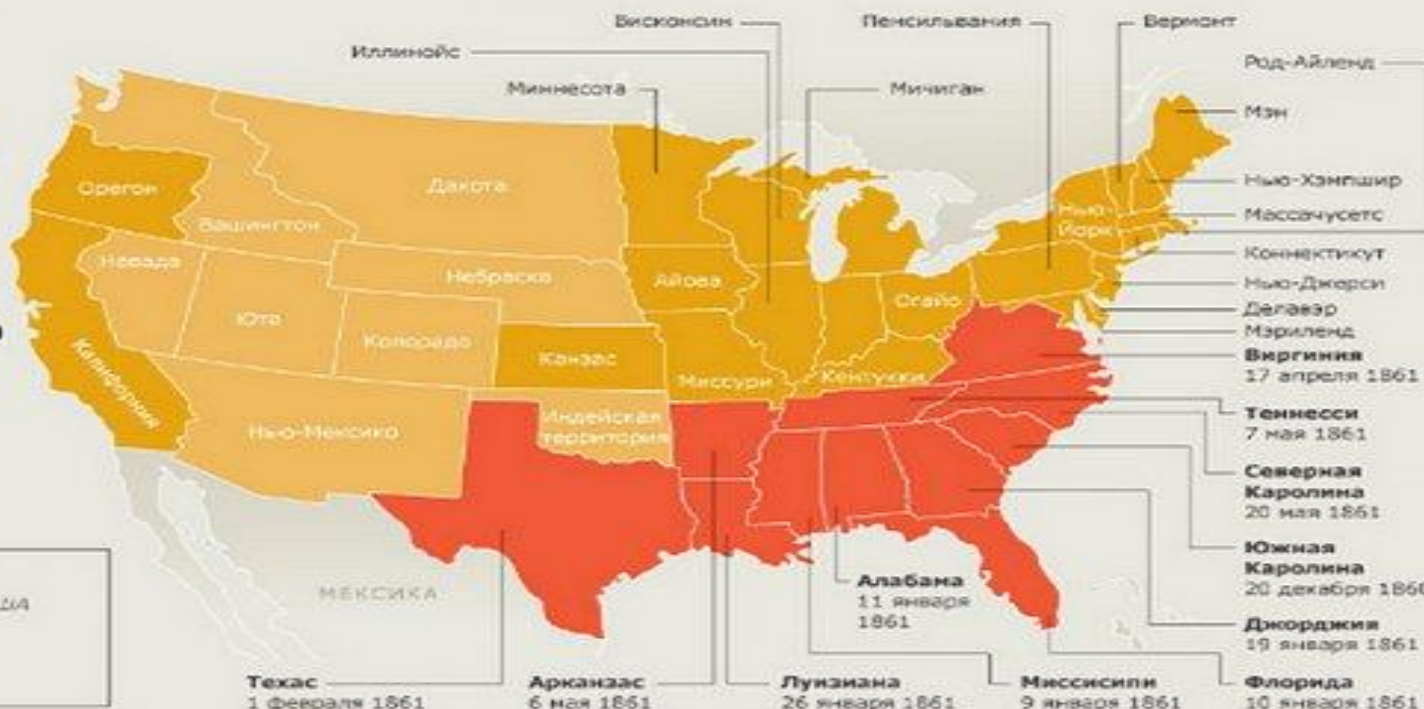 Висконсин
Пенсильвания
Вермонт
Иллинойс
Род-Айленд
Миннесота
Мичиган
Мэн
Орегон
Дакота
Нью-Хэмпшир
Вашингтон
Нью-
Йорк
Массачусетс
Невада
Небраска
Айова
Коннектикут
Огайо
Нью-Джерси
Юта
Делавэр
Колорадо
Канзас
Мэриленд
Калифорния
Миссури
Кентукки
Виргиния
17 апреля 1861
Индейская
территория
Нью-Мексико
Теннесси
7 мая 1861
Северная
Каролина
20 мая 1861
Южная
Каролина
20 декабря 1860
МЕКСИКА
Алабама
11 января
1861
Джорджия
19 января 1861
Техас
1 февраля 1861
Арканзас
6 мая 1861
Луизиана
26 января 1861
Миссисипи
9 января 1861
Флорида
10 января 1861